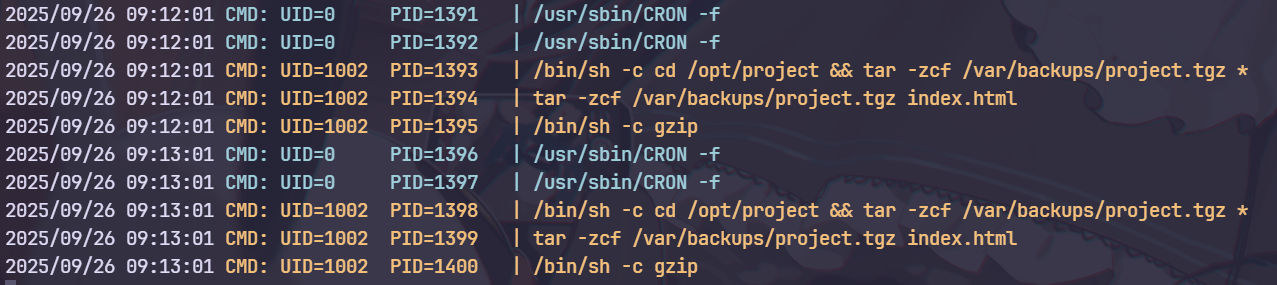 2025/09/26 09:12:01 CMD: UID=0     PID=1391   | /usr/sbin/CRON -f
2025/09/26 09:12:01 CMD: UID=0     PID=1392   | /usr/sbin/CRON -f
2025/09/26 09:12:01 CMD: UID=1002  PID=1393   | /bin/sh -c cd /opt/project && tar -zcf /var/backups/project.tgz *
2025/09/26 09:12:01 CMD: UID=1002  PID=1394   | tar -zcf /var/backups/project.tgz index.html
2025/09/26 09:12:01 CMD: UID=1002  PID=1395   | /bin/sh -c gzip
2025/09/26 09:13:01 CMD: UID=0     PID=1396   | /usr/sbin/CRON -f
2025/09/26 09:13:01 CMD: UID=0     PID=1397   | /usr/sbin/CRON -f
2025/09/26 09:13:01 CMD: UID=1002  PID=1398   | /bin/sh -c cd /opt/project && tar -zcf /var/backups/project.tgz *
2025/09/26 09:13:01 CMD: UID=1002  PID=1399   | tar -zcf /var/backups/project.tgz index.html
2025/09/26 09:13:01 CMD: UID=1002  PID=1400   | /bin/sh -c gzip